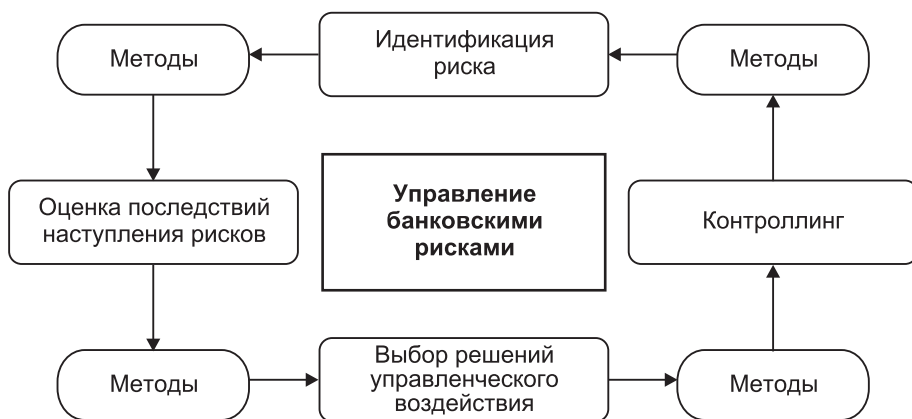 Методы
Идентификация
риска
Методы
Оценка последствий
наступления рисков
Управление
банковскими
рисками
Контроллинг
Методы
Выбор решений
управленческого
воздействия
Методы